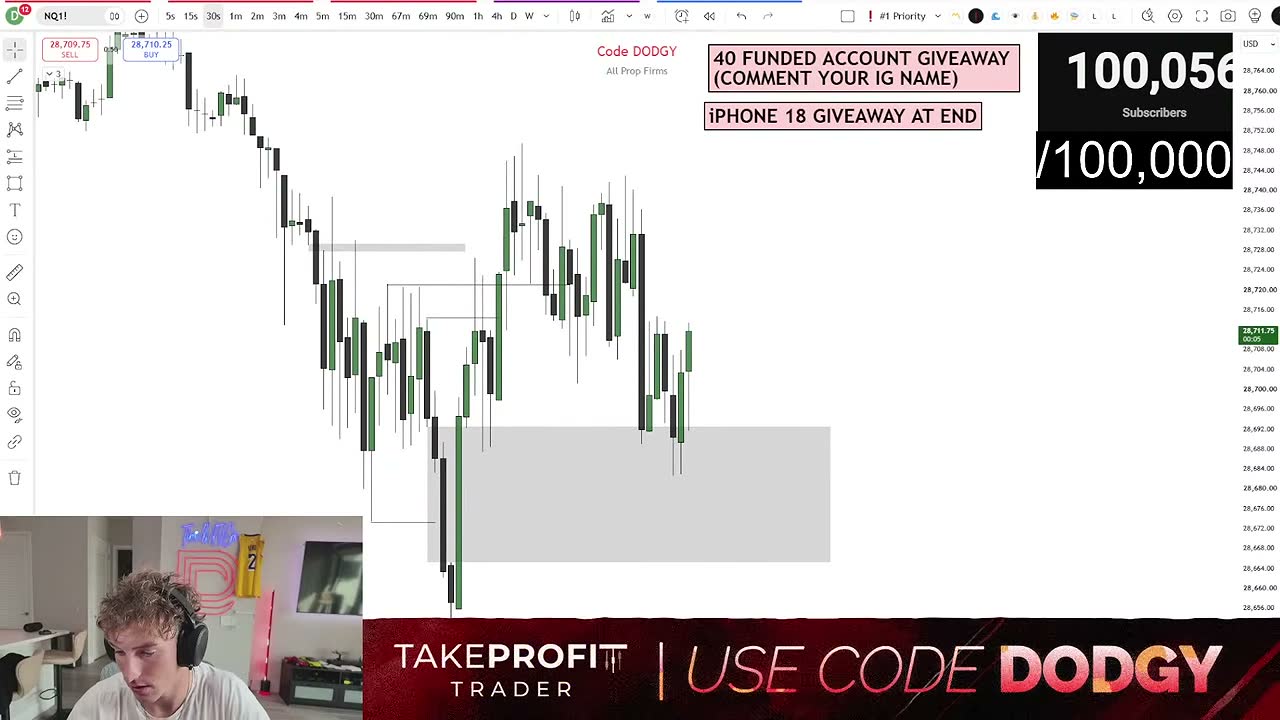 12
NQ1!
5s 15s 30s 1m 2m 3m 4m 5m 15m 30m 67m 69m 90m 1h 4h D W
w
#1 Priority
L L
28,709.75
SELL
28,710.25
BUY
3
Code DODGY
All Prop Firms
40 FUNDED ACCOUNT GIVEAWAY
(COMMENT YOUR IG NAME)
iPHONE 18 GIVEAWAY AT END
100,056
Subscribers
/100,000
USD
28,764.00
28,760.00
28,756.00
28,752.00
28,748.00
28,744.00
28,740.00
28,736.00
28,732.00
28,728.00
28,724.00
28,720.00
28,716.00
28,711.75
00:05
28,708.00
28,704.00
28,700.00
28,696.00
28,692.00
28,688.00
28,684.00
28,680.00
28,676.00
28,672.00
28,668.00
28,664.00
28,660.00
28,656.00
TAKEPROFIT
TRADER
USE CODE DODGY